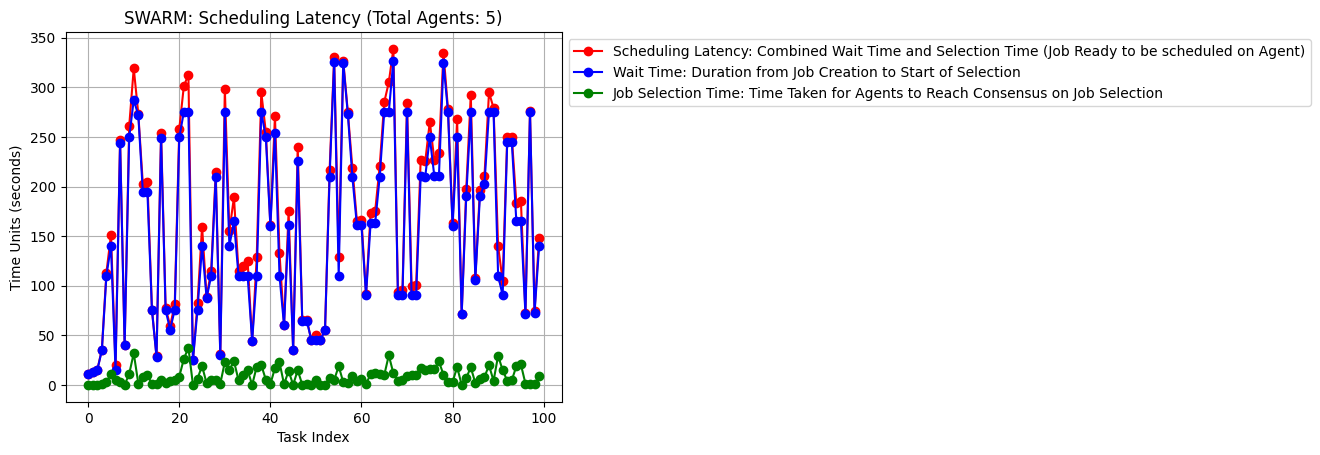 SWARM: Scheduling Latency (Total Agents: 5)
Time Units (seconds)
350
300
250
200
150
100
50
0
0
20
40
60
80
100
Task Index
Scheduling Latency: Combined Wait Time and Selection Time (Job Ready to be scheduled on Agent)
Wait Time: Duration from Job Creation to Start of Selection
Job Selection Time: Time Taken for Agents to Reach Consensus on Job Selection